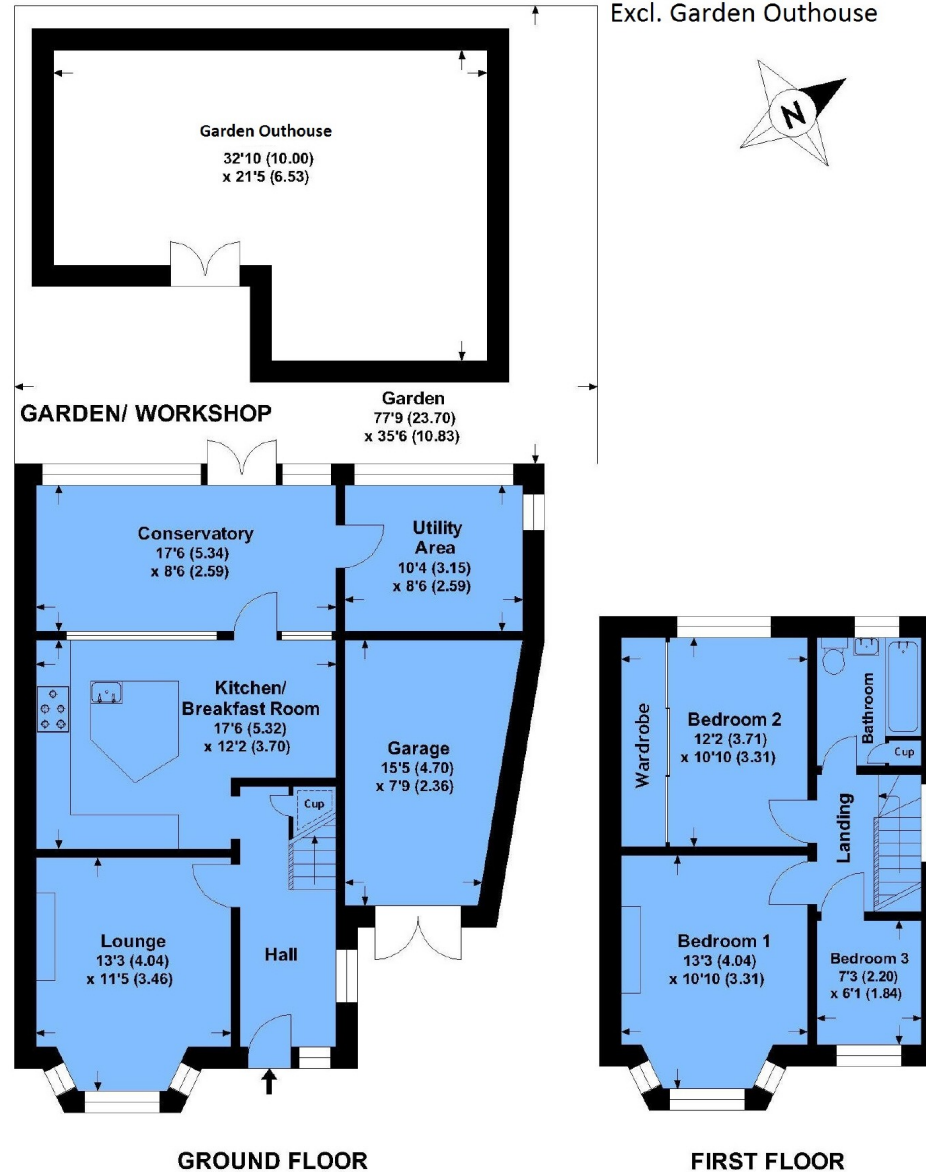 Excl. Garden Outhouse
N
Garden Outhouse
32'10 (10.00)
x 21'5 (6.53)
Garden
77'9 (23.70)
x 35'6 (10.83)
GARDEN/ WORKSHOP
Conservatory
17'6 (5.34)
x 8'6 (2.59)
Utility
Area
10'4 (3.15)
x 8'6 (2.59)
Kitchen/
Breakfast Room
17'6 (5.32)
x 12'2 (3.70)
Garage
15'5 (4.70)
x 7'9 (2.36)
Cup
Lounge
13'3 (4.04)
x 11'5 (3.46)
Hall
Wardrobe
Bedroom 2
12'2 (3.71)
x 10'10 (3.31)
Bathroom
Cup
Landing
Bedroom 1
13'3 (4.04)
x 10'10 (3.31)
Bedroom 3
7'3 (2.20)
x 6'1 (1.84)
GROUND FLOOR
FIRST FLOOR